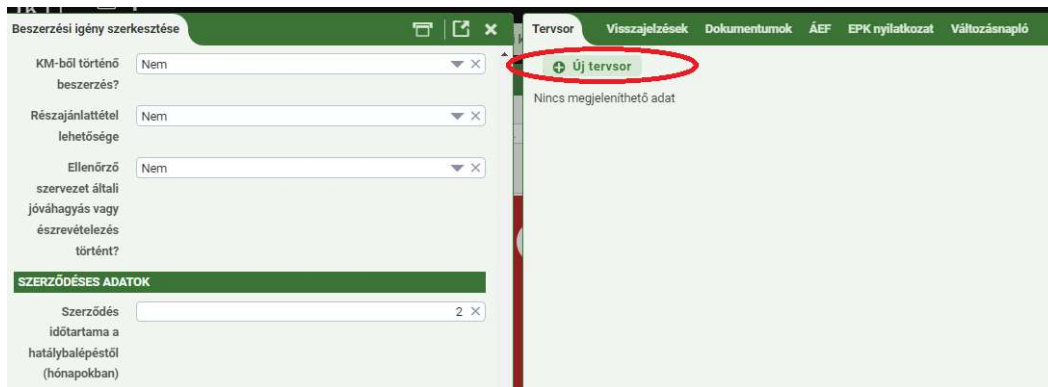 Beszerzési igény szerkesztése
KM-ből történő
beszerzés?
Nem
Részajánlattétel
lehetősége
Nem
Ellenőrző
szervezet általi
jóváhagyás vagy
észrevételezés
történt?
Nem
SZERZŐDÉSES ADATOK
Szerződés
időtartama a
hatálybalépéstől
(hónapokban)
2
Tervsor Visszajelzések Dokumentumok ÁEF EPK nyilatkozat Változásnapló
Új tervsor
Nincs megjeleníthető adat